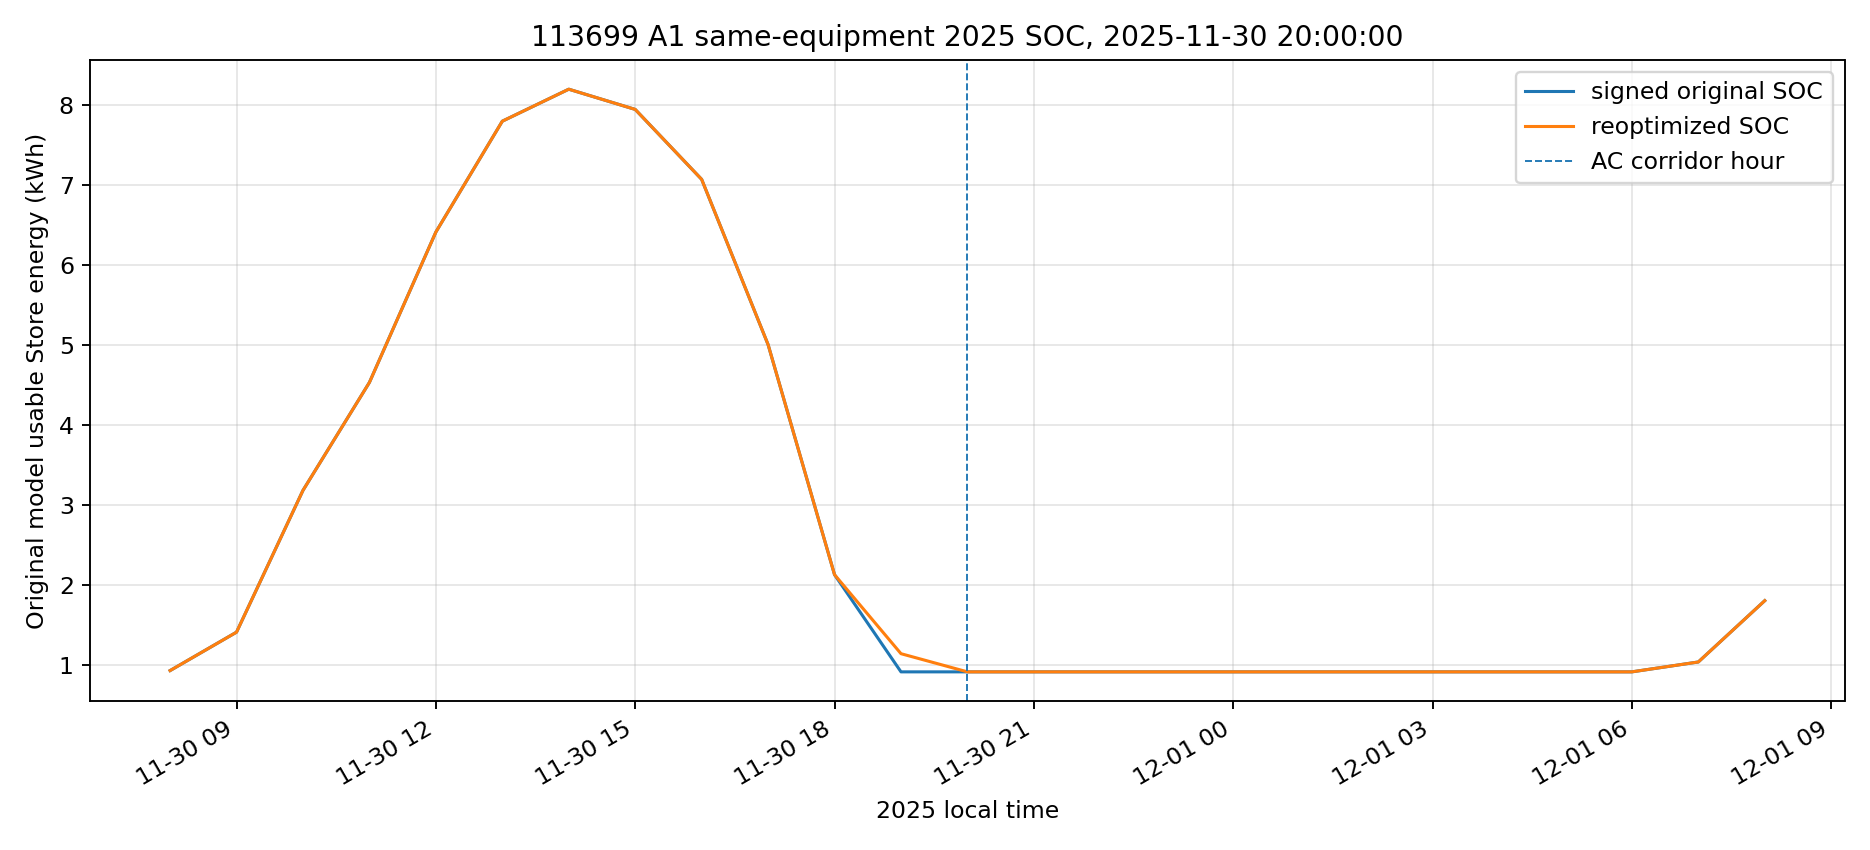 113699 A1 same-equipment 2025 SOC, 2025-11-30 20:00:00
signed original SOC
reoptimized SOC
AC corridor hour
Original model usable Store energy (kWh)
8
7
6
5
4
3
2
1
11-30 09
11-30 12
11-30 15
11-30 18
11-30 21
12-01 00
12-01 03
12-01 06
12-01 09
2025 local time